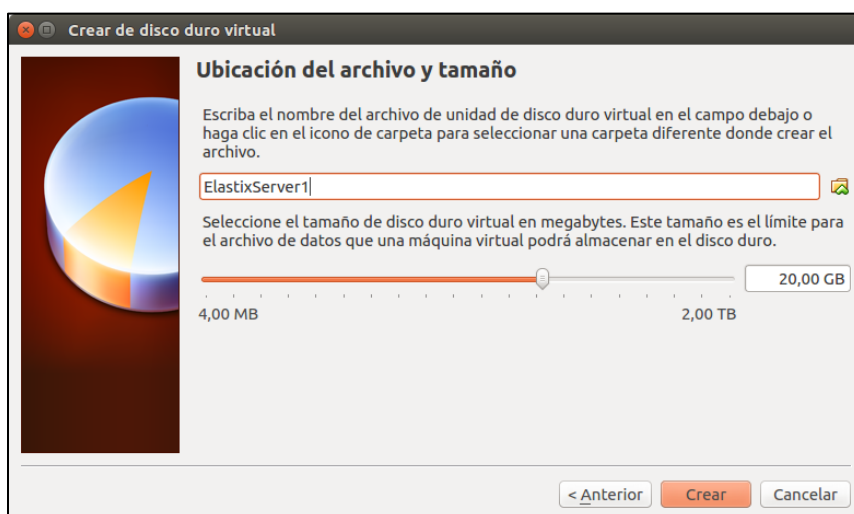 Crear de disco duro virtual
Ubicación del archivo y tamaño
Escriba el nombre del archivo de unidad de disco duro virtual en el campo debajo o
haga clic en el icono de carpeta para seleccionar una carpeta diferente donde crear el
archivo.
ElastixServer1
Seleccione el tamaño de disco duro virtual en megabytes. Este tamaño es el límite para
el archivo de datos que una máquina virtual podrá almacenar en el disco duro.
20,00 GB
4,00 MB 2,00 TB
< Anterior Crear Cancelar